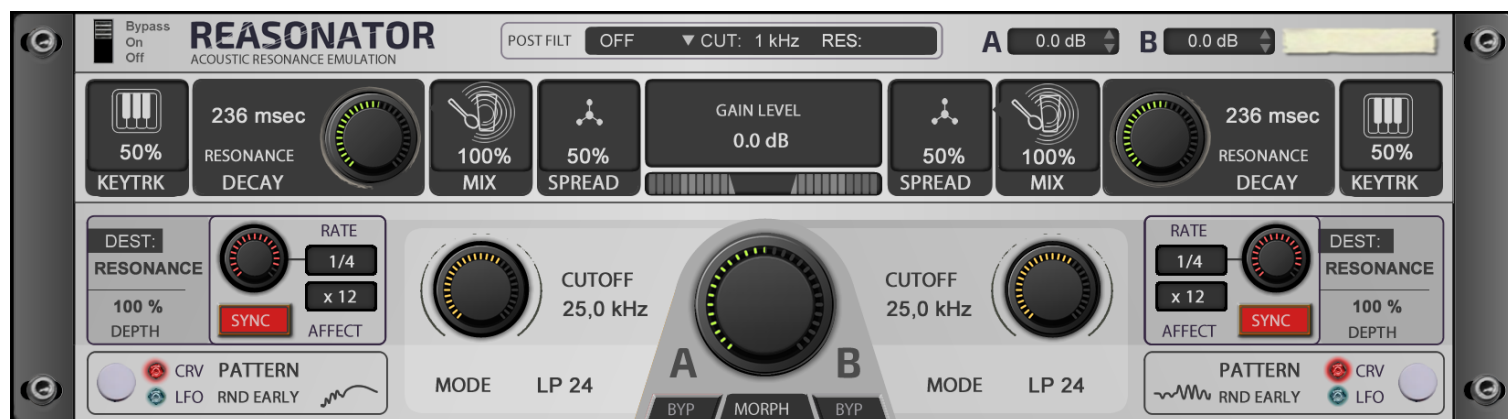 Bypass
On
Off
REASONATOR
ACOUSTIC RESONANCE EMULATION
POST FILT OFF ▼ CUT: 1 kHz RES:
A 0.0 dB B 0.0 dB
50%
KEYTRK
236 msec
RESONANCE
DECAY
100%
MIX
50%
SPREAD
GAIN LEVEL
0.0 dB
50%
SPREAD
100%
MIX
236 msec
RESONANCE
DECAY
50%
KEYTRK
DEST:
RESONANCE
100 %
DEPTH
SYNC
RATE
1/4
x 12
AFFECT
CUTOFF
25,0 kHz
MODE LP 24
A B
BYP MORPH BYP
CUTOFF
25,0 kHz
MODE LP 24
RATE
1/4
x 12
AFFECT
SYNC
DEST:
RESONANCE
100 %
DEPTH
CRV PATTERN
LFO RND EARLY
PATTERN CRV
RND EARLY LFO